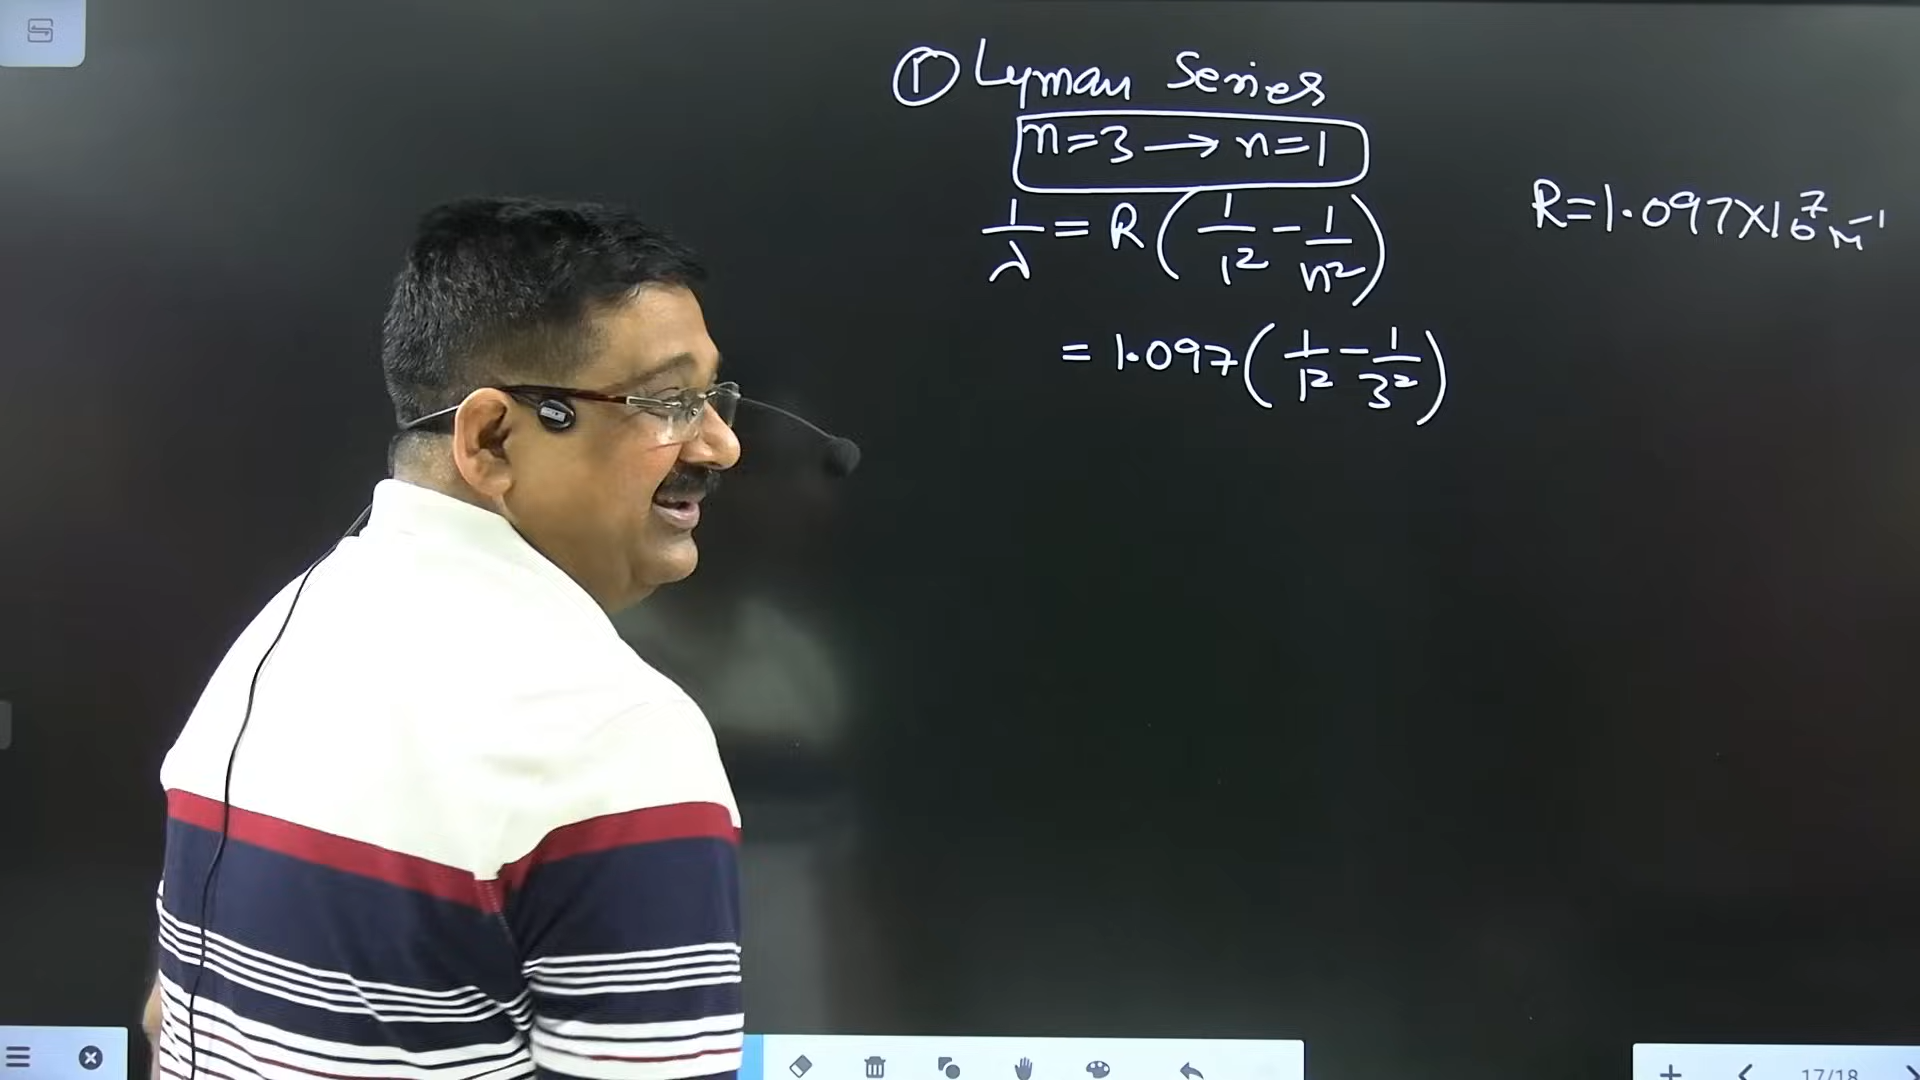 ① Lyman Series
n=3 → n=1
1/λ = R(1/1² - 1/n²)
R=1.097×10⁷ m⁻¹
= 1.097(1/1² - 1/3²)
17/18